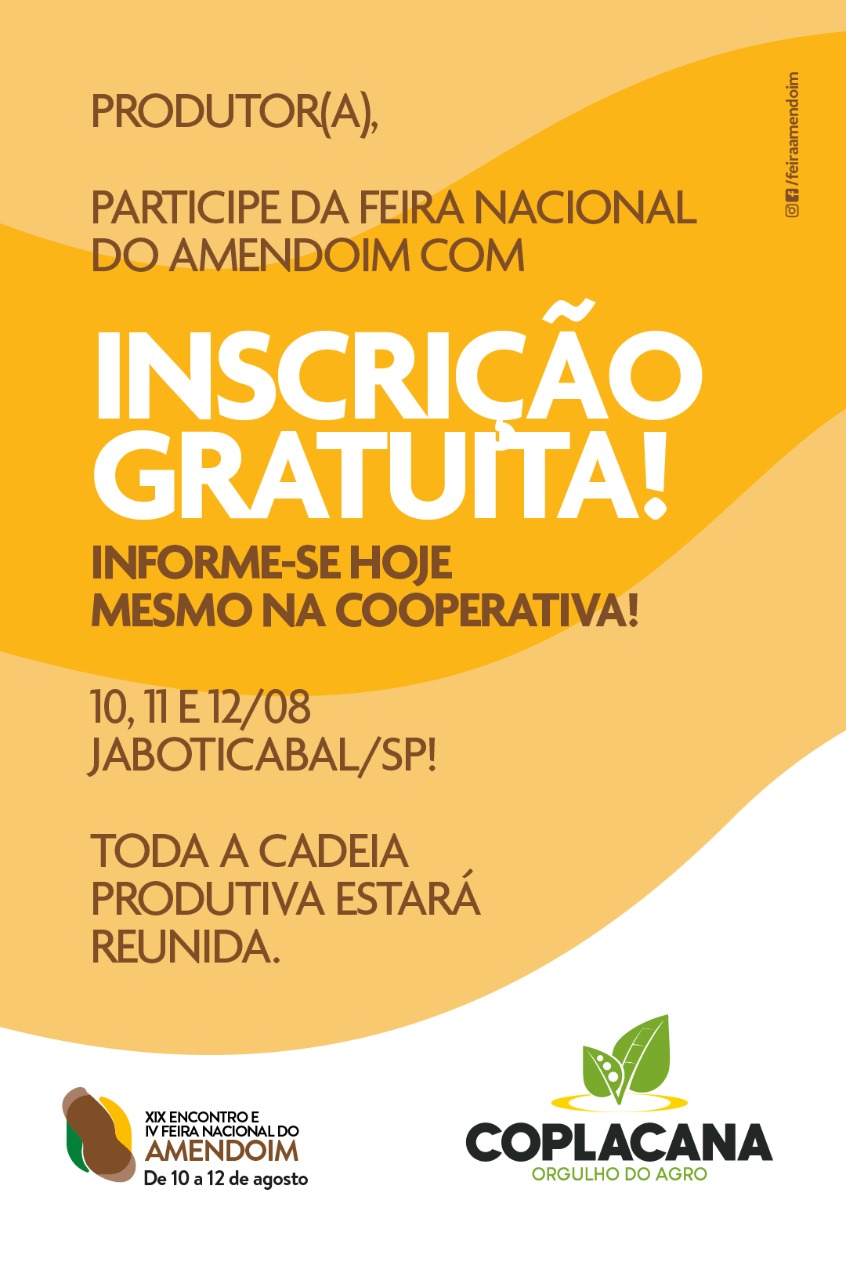 PRODUTOR(A),
PARTICIPE DA FEIRA NACIONAL
DO AMENDOIM COM
INSCRIÇÃO
GRATUITA!
INFORME-SE HOJE
MESMO NA COOPERATIVA!
10, 11 E 12/08
JABOTICABAL/SP!
TODA A CADEIA
PRODUTIVA ESTARÁ
REUNIDA.
/feiraamendoim
XIX ENCONTRO E
IV FEIRA NACIONAL DO
AMENDOIM
De 10 a 12 de agosto
COPLACANA
ORGULHO DO AGRO